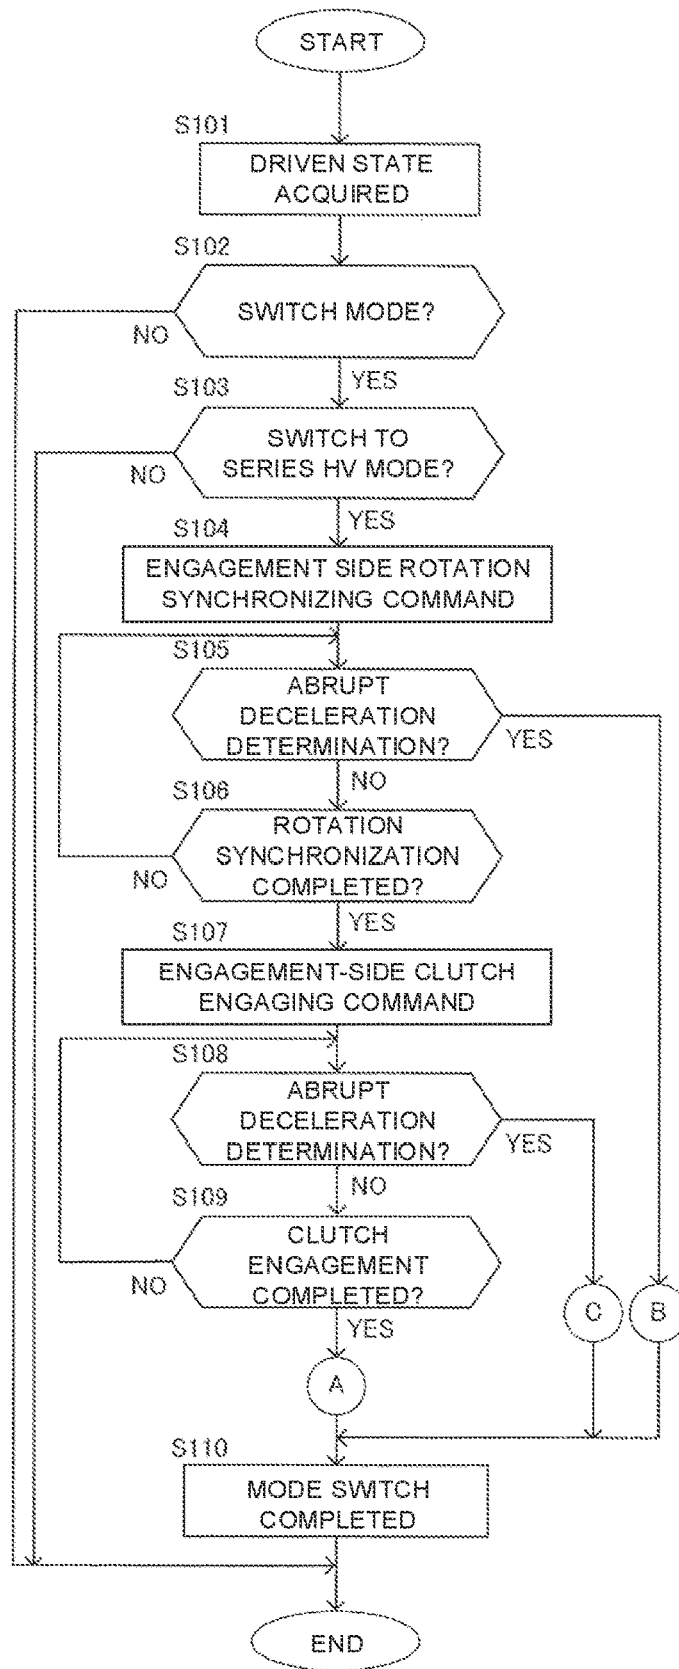 START
S101
DRIVEN STATE
ACQUIRED
S102
SWITCH MODE?
NO
YES
S103
SWITCH TO
SERIES HV MODE?
NO
YES
S104
ENGAGEMENT SIDE ROTATION
SYNCHRONIZING COMMAND
S105
ABRUPT
DECELERATION
DETERMINATION?
YES
NO
S106
ROTATION
SYNCHRONIZATION
COMPLETED?
NO
YES
S107
ENGAGEMENT-SIDE CLUTCH
ENGAGING COMMAND
S108
ABRUPT
DECELERATION
DETERMINATION?
YES
NO
S109
CLUTCH
ENGAGEMENT
COMPLETED?
NO
YES
C
B
A
S110
MODE SWITCH
COMPLETED
END